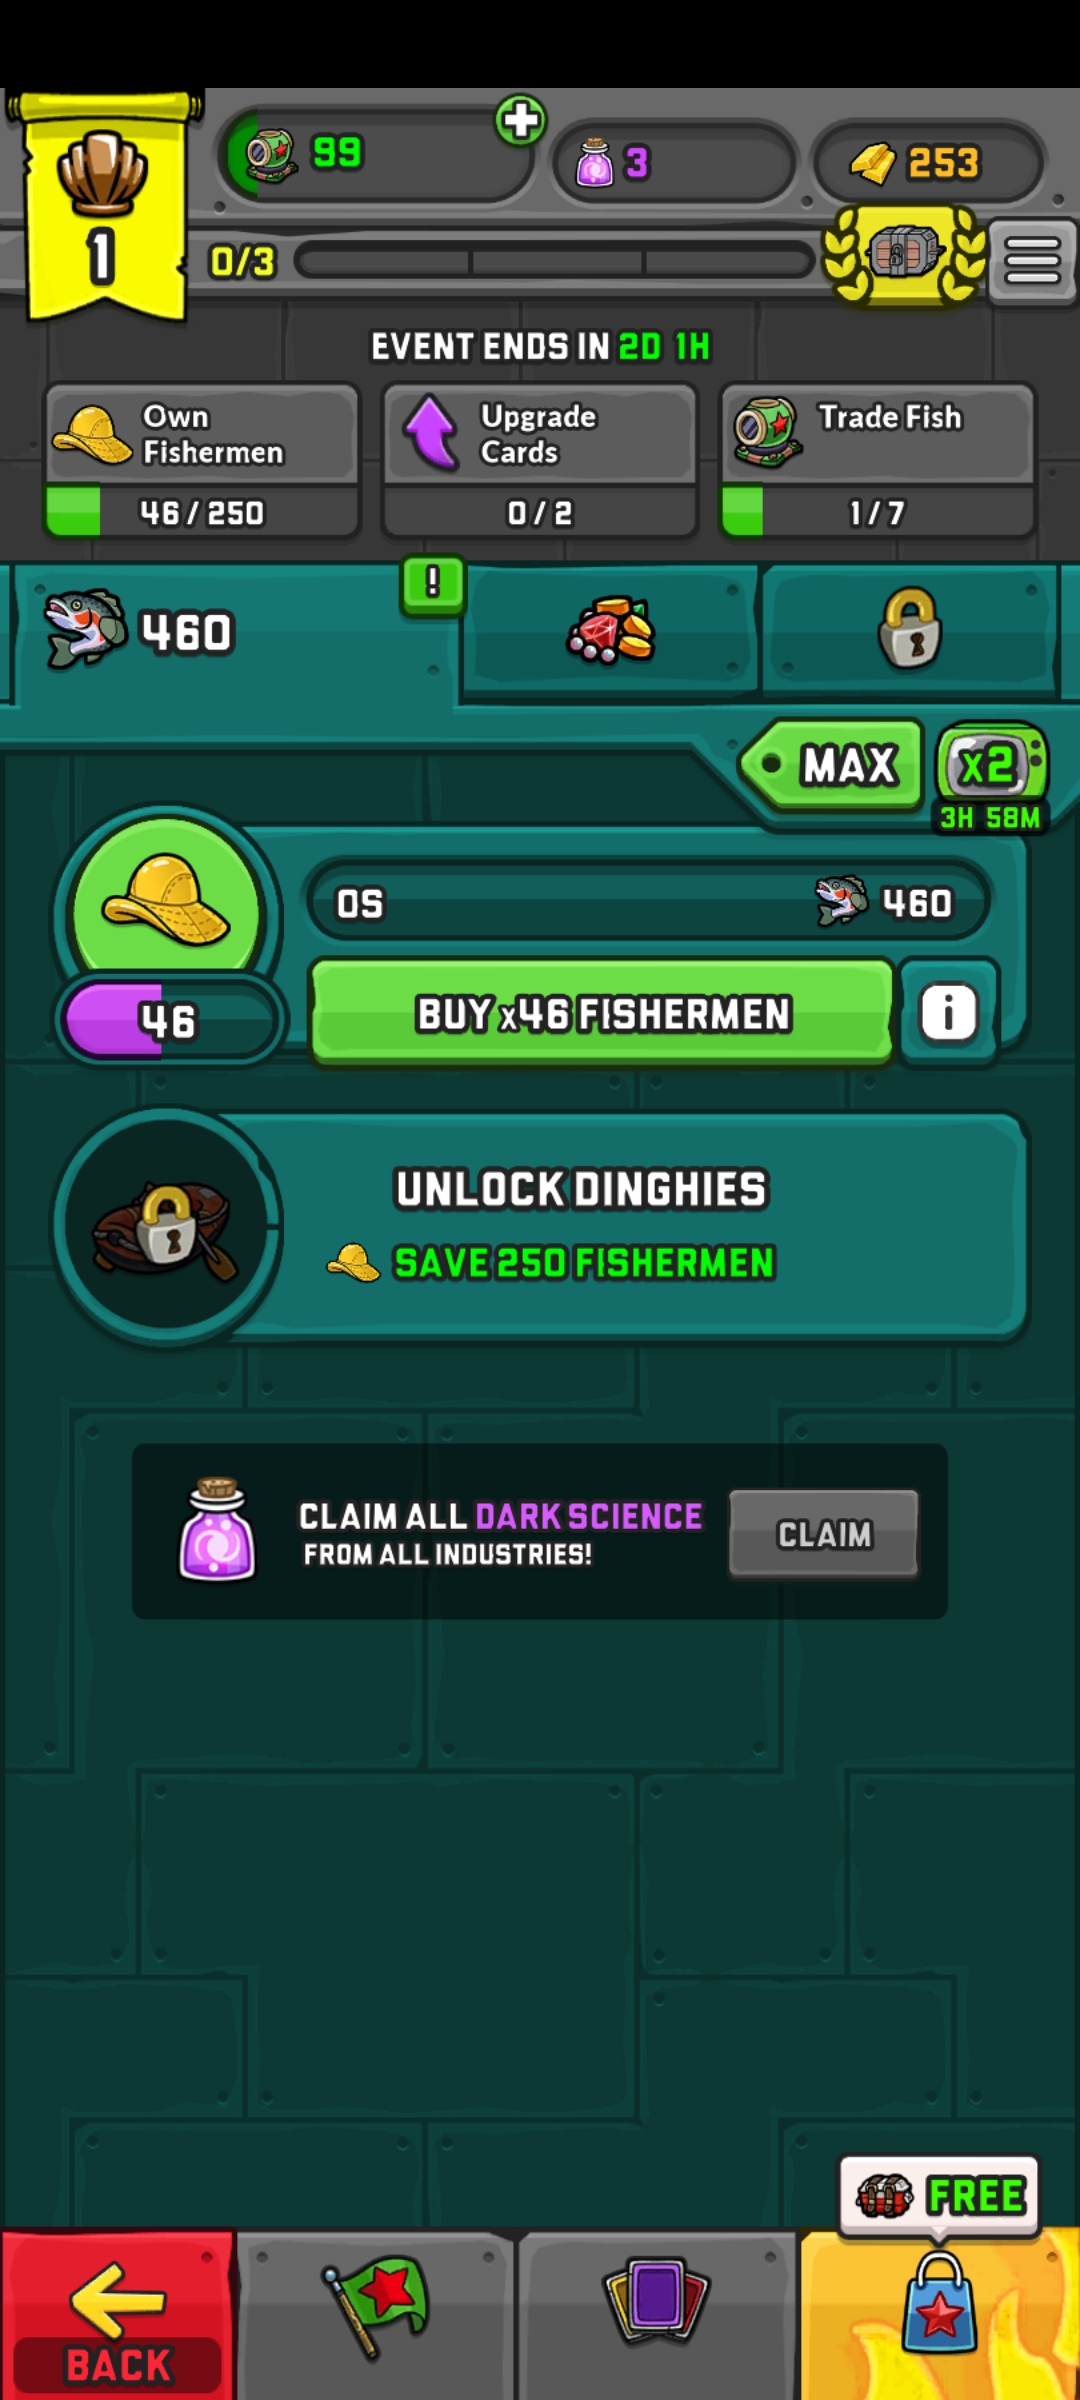 99
3
253
1
0/3
EVENT ENDS IN 2D 1H
Own
Fishermen
46/250
Upgrade
Cards
0/2
Trade Fish
1/7
!
460
MAX
x2
3H 58M
0S
460
46
BUY x46 FISHERMEN
i
UNLOCK DINGHIES
SAVE 250 FISHERMEN
CLAIM ALL DARK SCIENCE
FROM ALL INDUSTRIES!
CLAIM
FREE
BACK